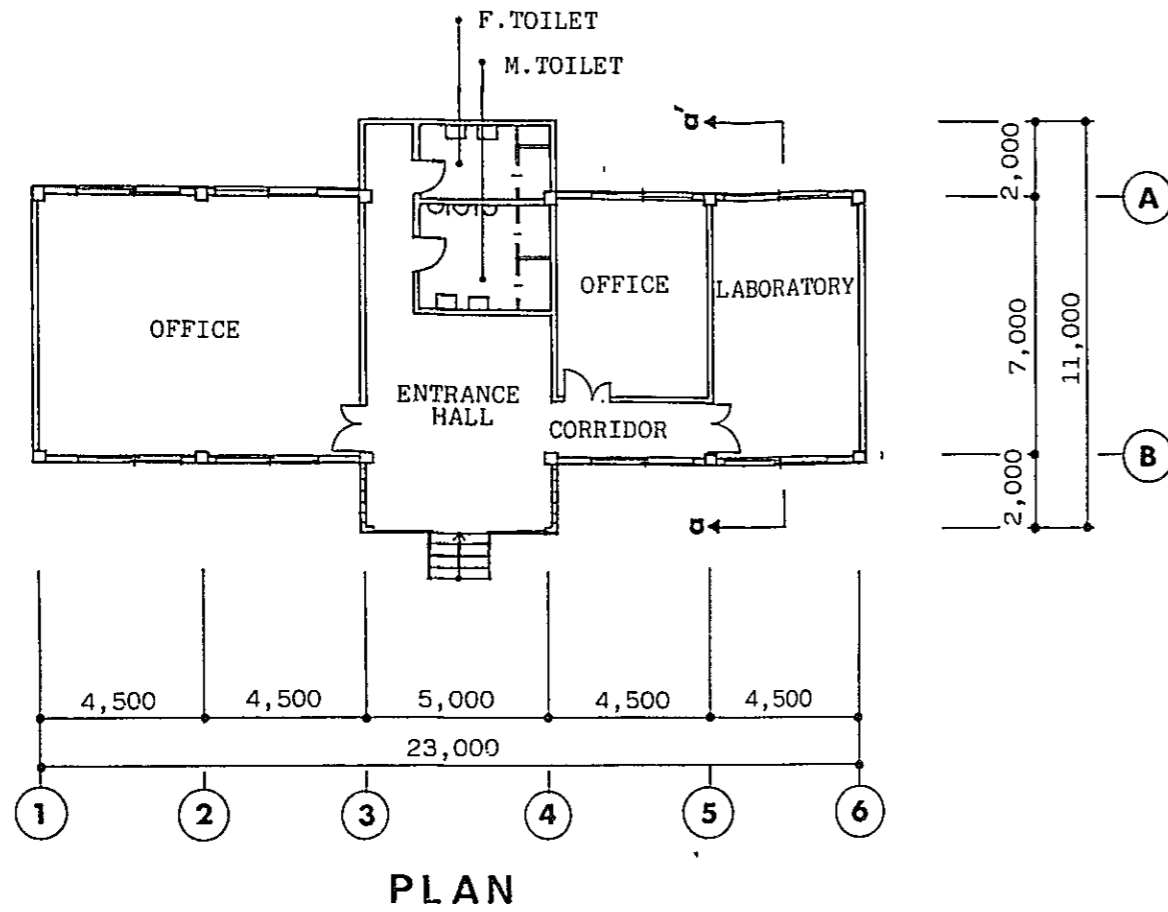 F.TOILET
M.TOILET
a'
2,000
A
OFFICE
LABORATORY
OFFICE
7,000
11,000
ENTRANCE
HALL
CORRIDOR
B
2,000
a
4,500 4,500 5,000 4,500 4,500
23,000
1 2 3 4 5 6
PLAN